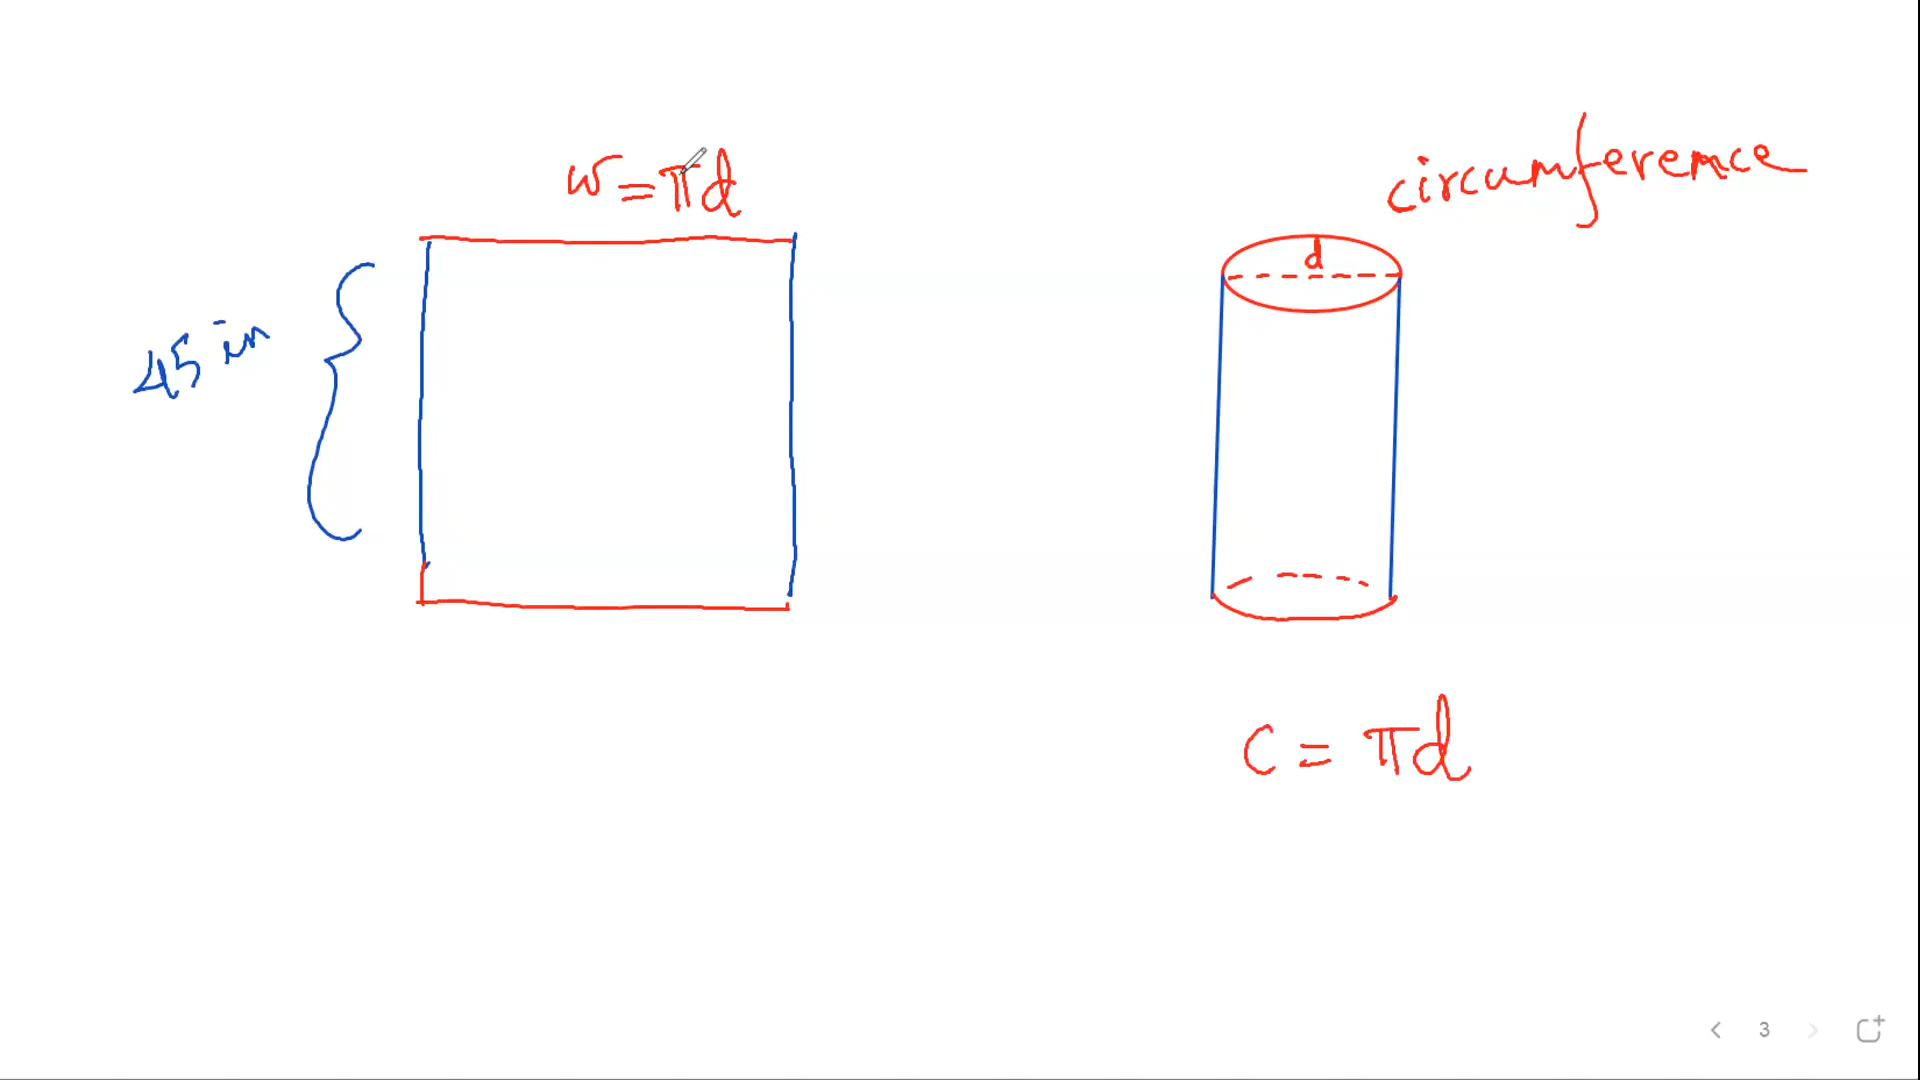 w=πd
circumference
d
45 in
C = πd
3